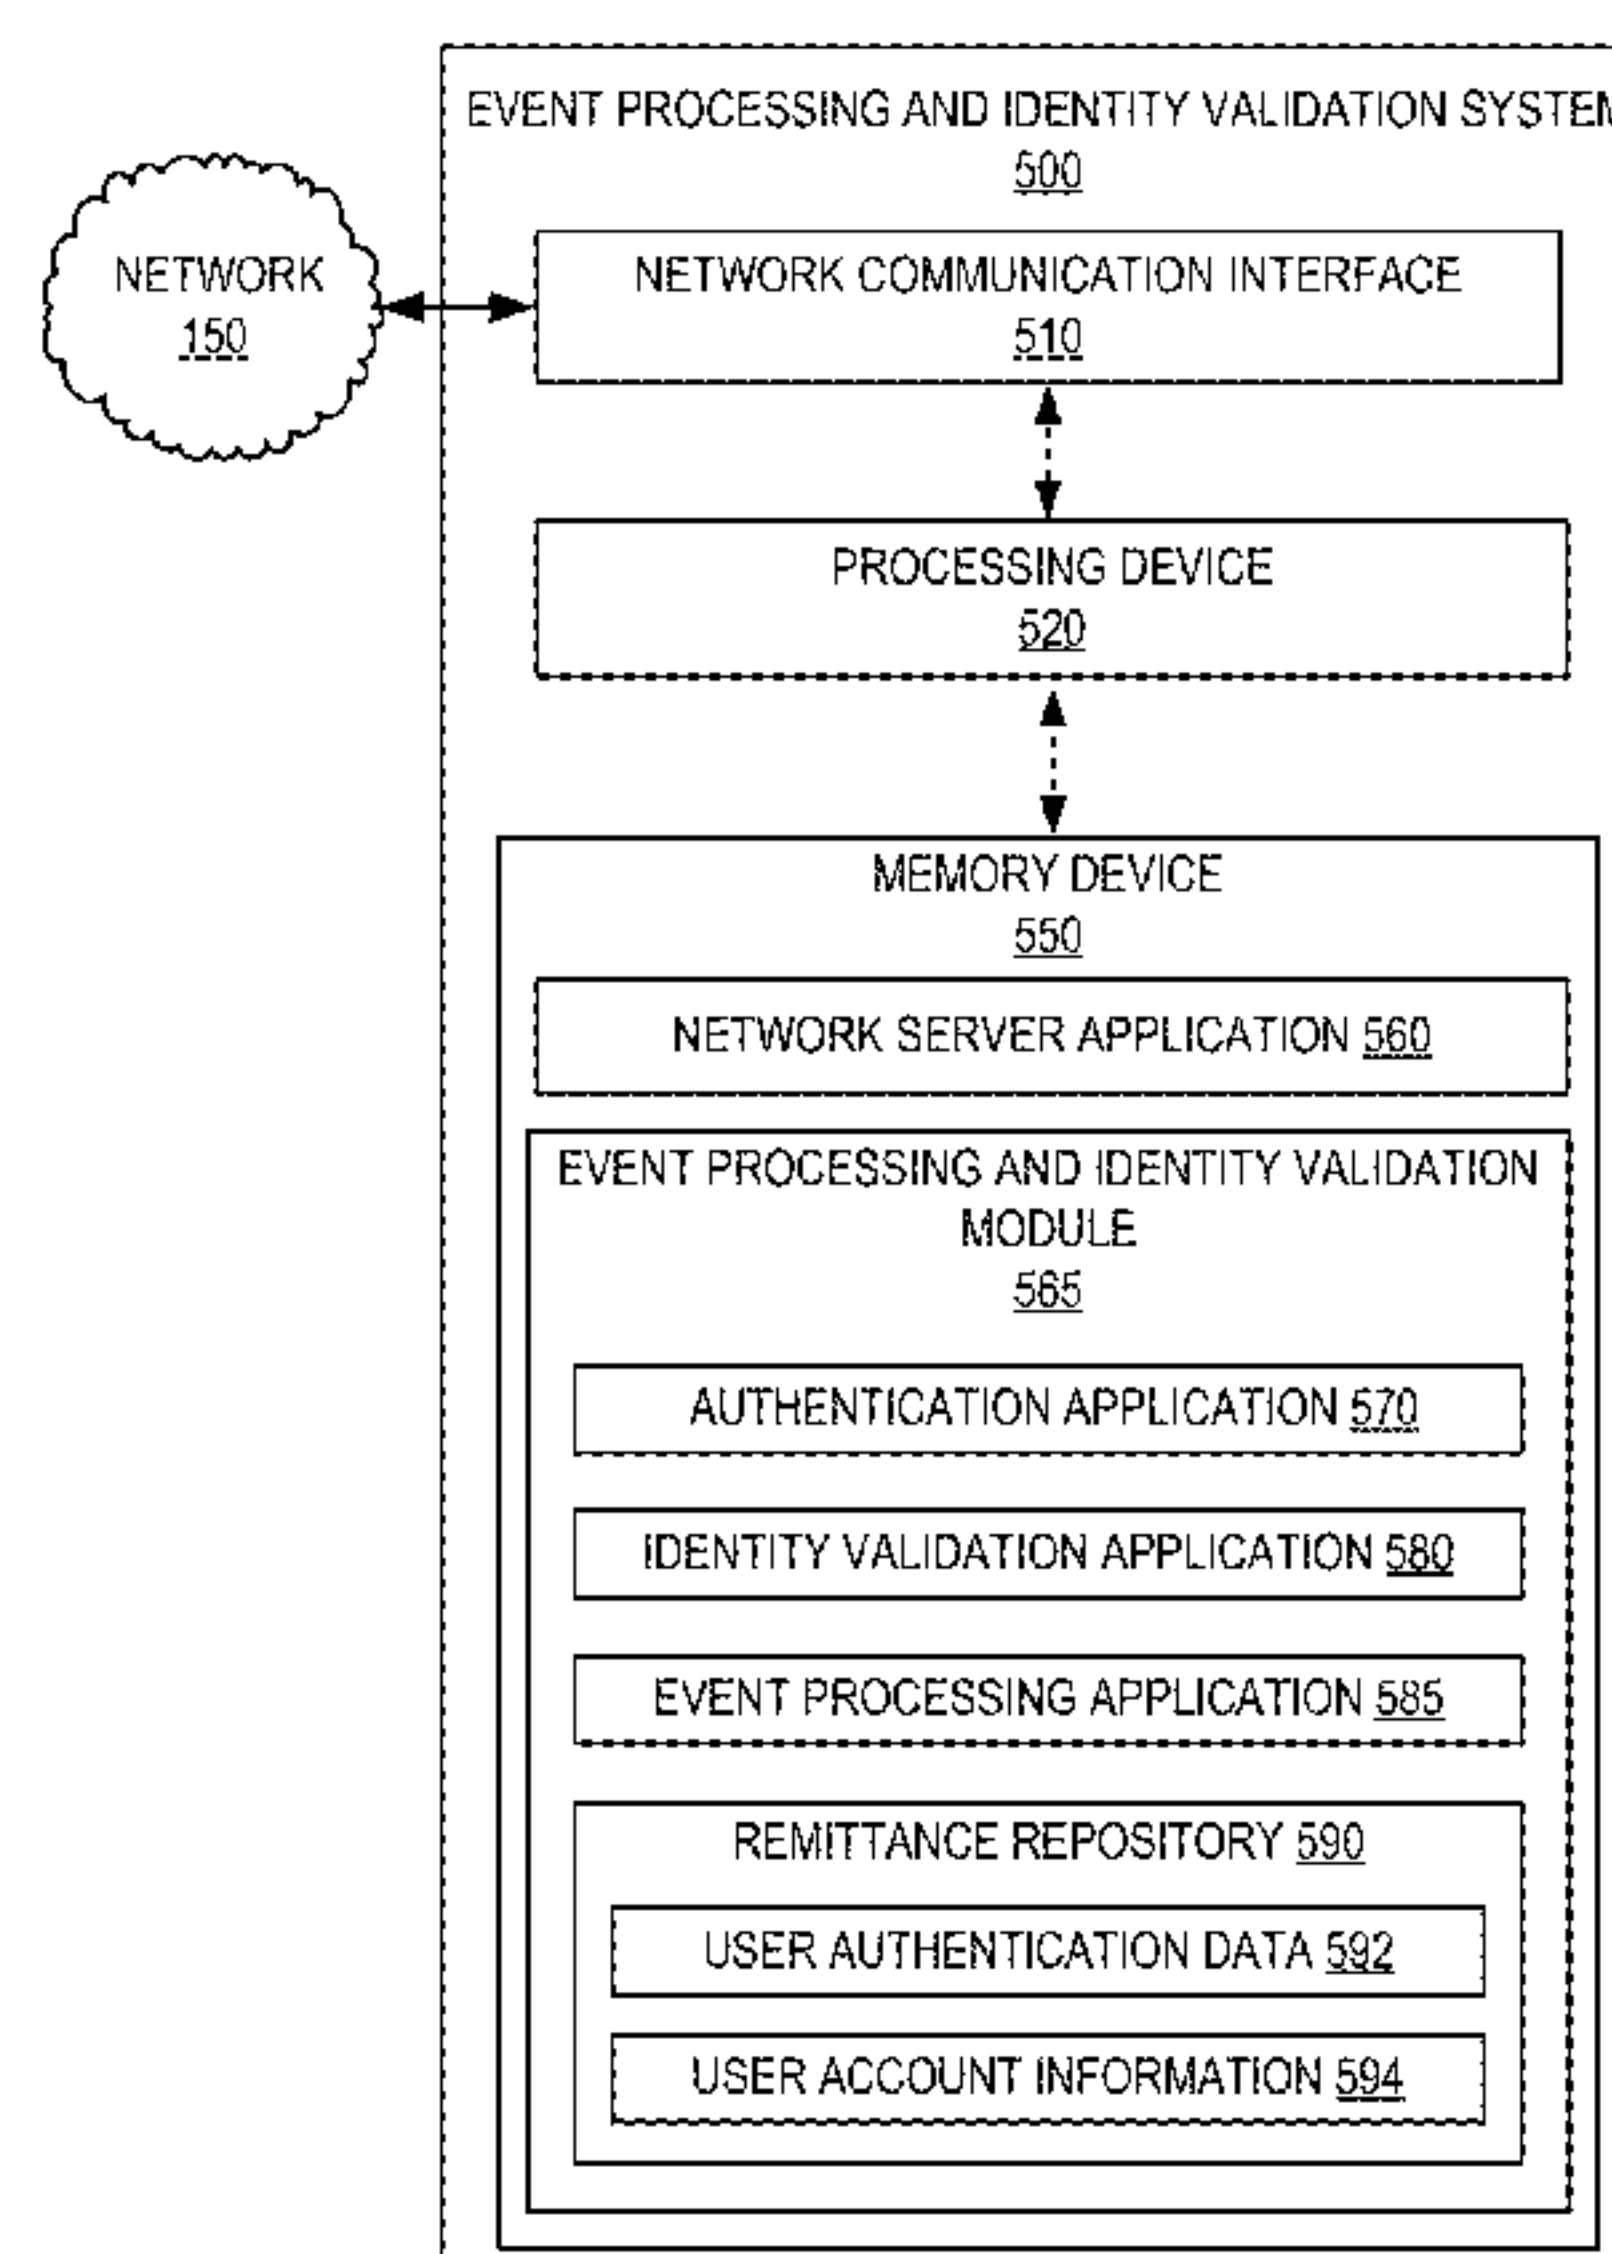 EVENT PROCESSING AND IDENTITY VALIDATION SYSTEM
500
NETWORK
150
NETWORK COMMUNICATION INTERFACE
510
PROCESSING DEVICE
520
MEMORY DEVICE
550
NETWORK SERVER APPLICATION 560
EVENT PROCESSING AND IDENTITY VALIDATION
MODULE
565
AUTHENTICATION APPLICATION 570
IDENTITY VALIDATION APPLICATION 580
EVENT PROCESSING APPLICATION 585
REMITTANCE REPOSITORY 590
USER AUTHENTICATION DATA 592
USER ACCOUNT INFORMATION 594